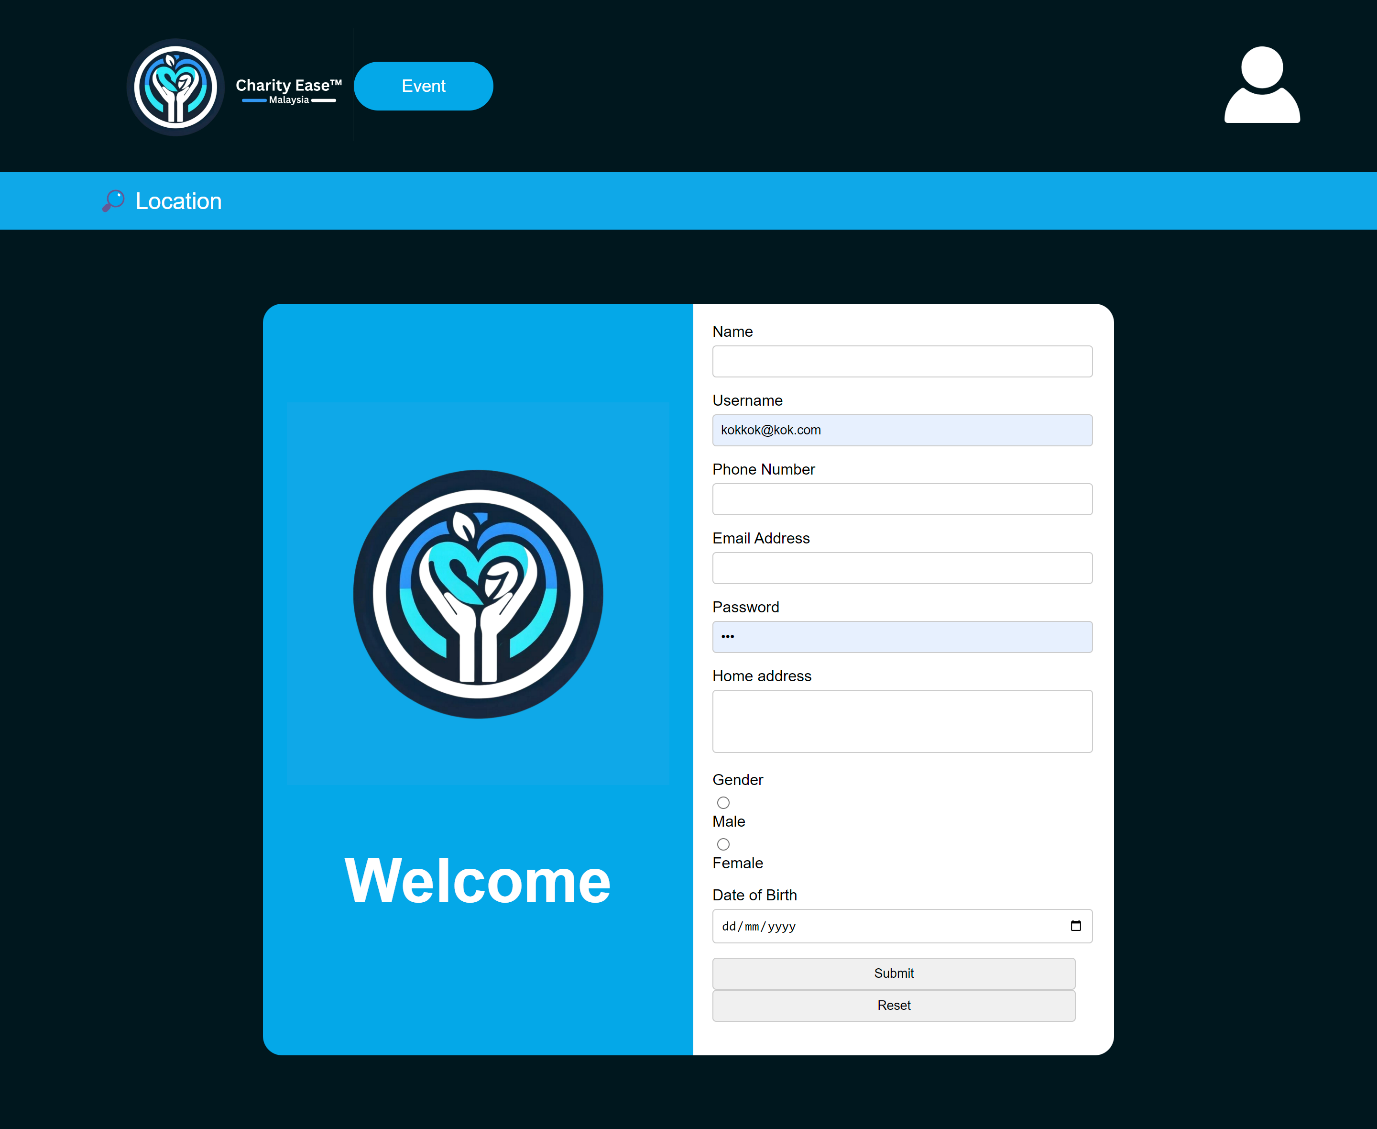 Charity Ease™
Malaysia
Event
Location
Name
Username
kokkok@kok.com
Phone Number
Email Address
Password
•••
Home address
Gender
Male
Female
Date of Birth
dd/mm/yyyy
Submit
Reset
Welcome